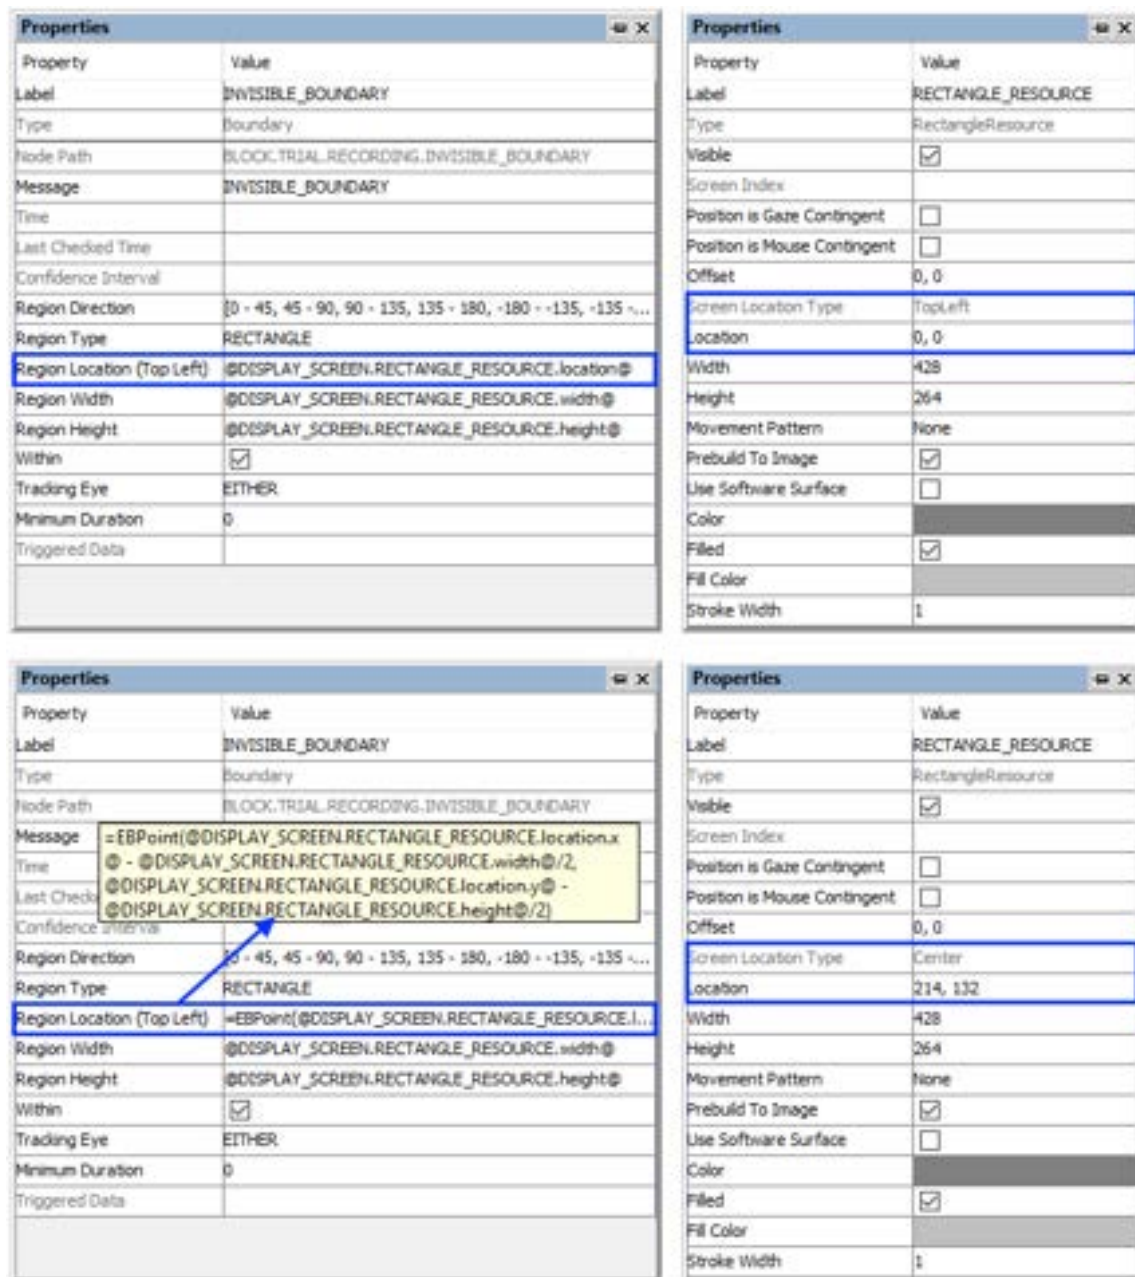 Properties
Property Value
Label INVISIBLE_BOUNDARY
Type Boundary
Node Path BLOCK.TRIAL.RECORDING.INVISIBLE_BOUNDARY
Message INVISIBLE_BOUNDARY
Time
Last Checked Time
Confidence Interval
Region Direction [0 - 45, 45 - 90, 90 - 135, 135 - 180, -180 - -135, -135 -...
Region Type RECTANGLE
Region Location (Top Left) @DISPLAY_SCREEN.RECTANGLE_RESOURCE.location@
Region Width @DISPLAY_SCREEN.RECTANGLE_RESOURCE.width@
Region Height @DISPLAY_SCREEN.RECTANGLE_RESOURCE.height@
Within
Tracking Eye EITHER
Minimum Duration 0
Triggered Data
Properties
Property Value
Label RECTANGLE_RESOURCE
Type RectangleResource
Visible
Screen Index
Position is Gaze Contingent
Position is Mouse Contingent
Offset 0, 0
Screen Location Type TopLeft
Location 0, 0
Width 428
Height 264
Movement Pattern None
Prebuild To Image
Use Software Surface
Color
Filled
Fill Color
Stroke Width 1
Properties
Property Value
Label INVISIBLE_BOUNDARY
Type Boundary
Node Path BLOCK.TRIAL.RECORDING.INVISIBLE_BOUNDARY
Message
=EBPoint(@DISPLAY_SCREEN.RECTANGLE_RESOURCE.location.x
@ - @DISPLAY_SCREEN.RECTANGLE_RESOURCE.width@/2,
@DISPLAY_SCREEN.RECTANGLE_RESOURCE.location.y@ -
@DISPLAY_SCREEN.RECTANGLE_RESOURCE.height@/2)
Time
Last Check
Confidence Interval
Region Direction [0 - 45, 45 - 90, 90 - 135, 135 - 180, -180 - -135, -135 -...
Region Type RECTANGLE
Region Location (Top Left) =EBPoint(@DISPLAY_SCREEN.RECTANGLE_RESOURCE.l...
Region Width @DISPLAY_SCREEN.RECTANGLE_RESOURCE.width@
Region Height @DISPLAY_SCREEN.RECTANGLE_RESOURCE.height@
Within
Tracking Eye EITHER
Minimum Duration 0
Triggered Data
Properties
Property Value
Label RECTANGLE_RESOURCE
Type RectangleResource
Visible
Screen Index
Position is Gaze Contingent
Position is Mouse Contingent
Offset 0, 0
Screen Location Type Center
Location 214, 132
Width 428
Height 264
Movement Pattern None
Prebuild To Image
Use Software Surface
Color
Filled
Fill Color
Stroke Width 1